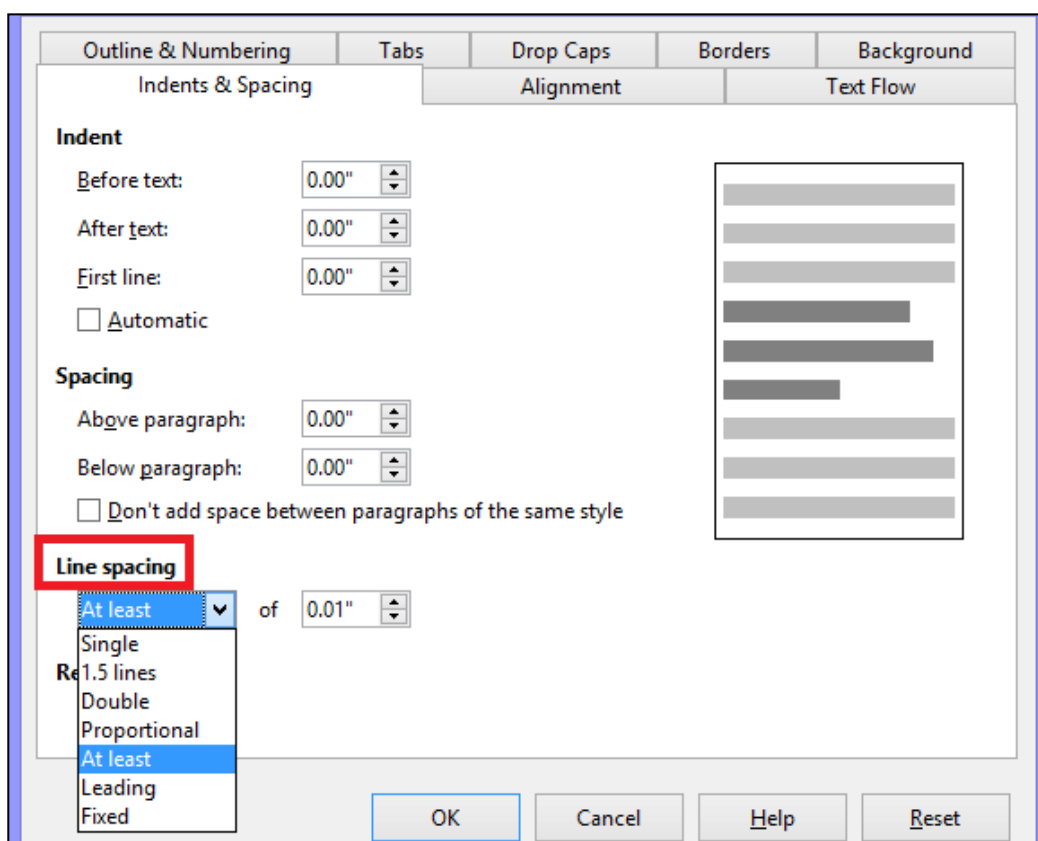 Outline & Numbering Tabs Drop Caps Borders Background
Indents & Spacing Alignment Text Flow
Indent
Before text: 0.00"
After text: 0.00"
First line: 0.00"
Automatic
Spacing
Above paragraph: 0.00"
Below paragraph: 0.00"
Don't add space between paragraphs of the same style
Line spacing
At least of 0.01"
Single
Re
1.5 lines
Double
Proportional
At least
Leading
Fixed
OK Cancel Help Reset